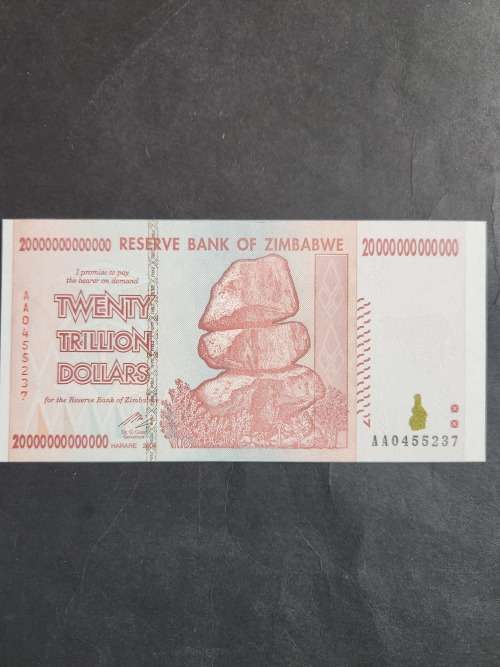 20000000000000 RESERVE BANK OF ZIMBABWE 20000000000000
I promise to pay
the bearer on demand
TWENTY
TRILLION
DOLLARS
for the Reserve Bank of Zimbabwe
AA0455237
20000000000000
HARARE 2008
AA0455237